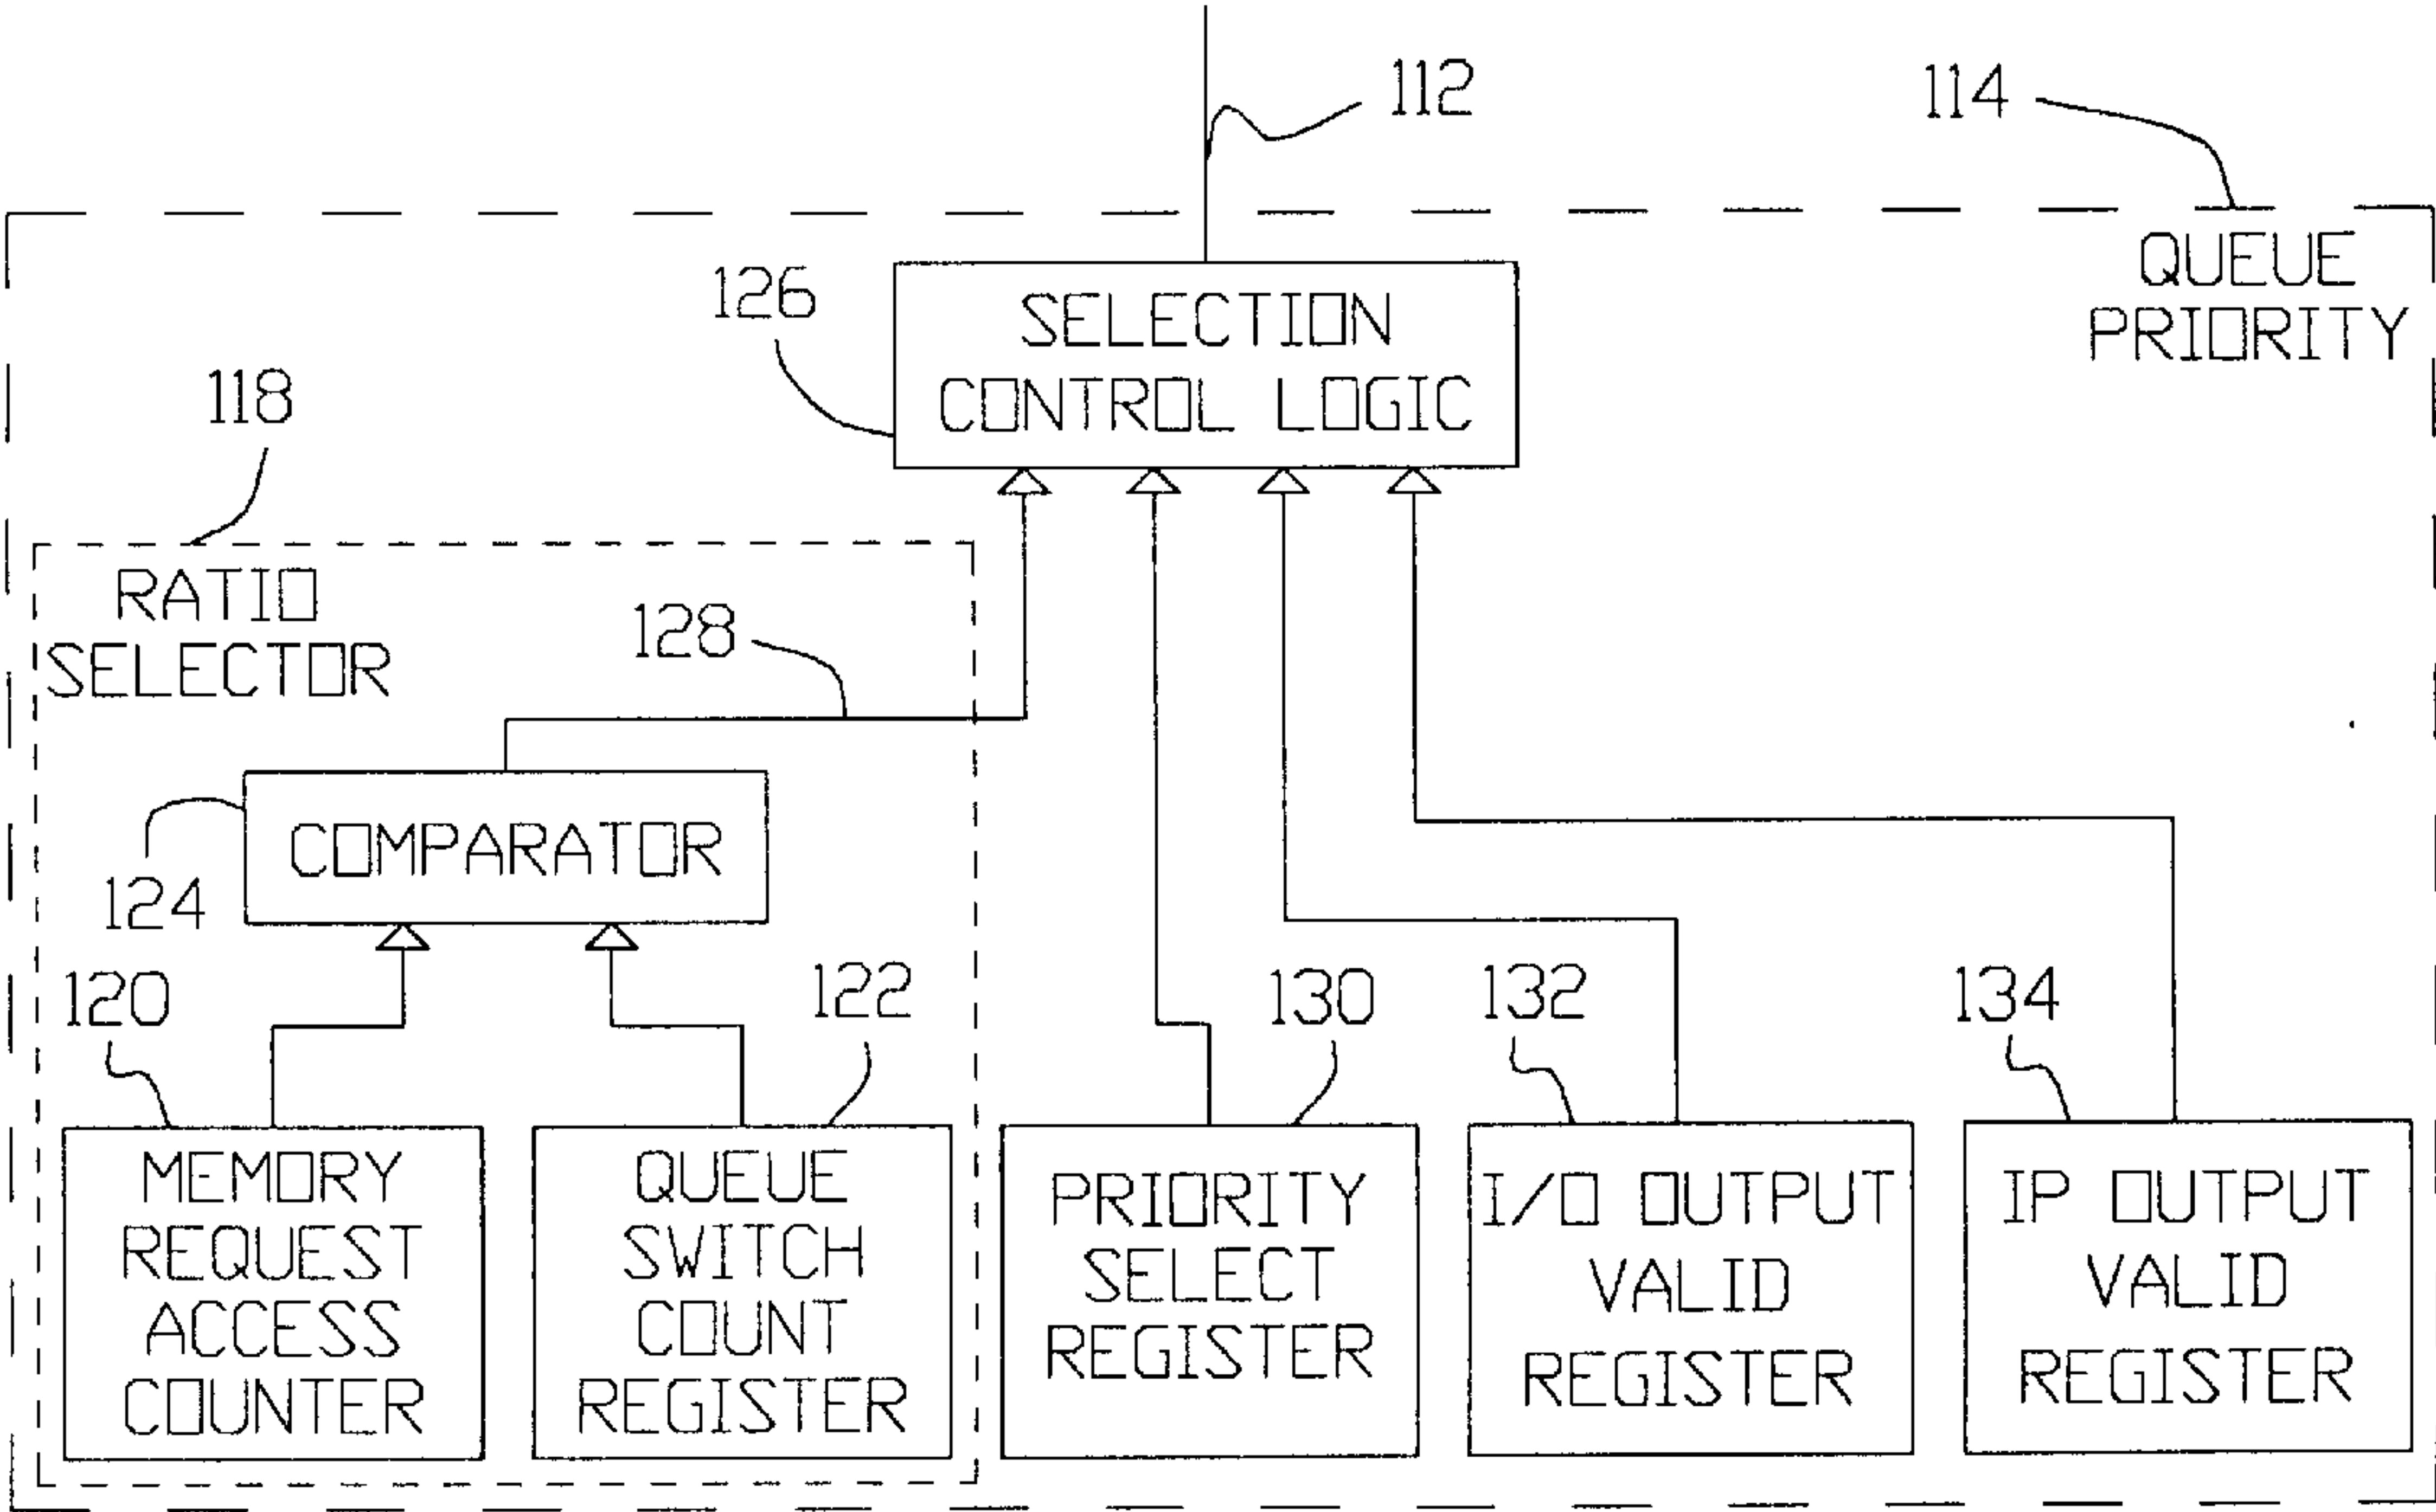 112
114
QUEUE
PRIORITY
126
SELECTION
CONTROL LOGIC
118
RATIO
SELECTOR
128
124
COMPARATOR
120
122
130
132
134
MEMORY
REQUEST
ACCESS
COUNTER
QUEUE
SWITCH
COUNT
REGISTER
PRIORITY
SELECT
REGISTER
I/O OUTPUT
VALID
REGISTER
IP OUTPUT
VALID
REGISTER